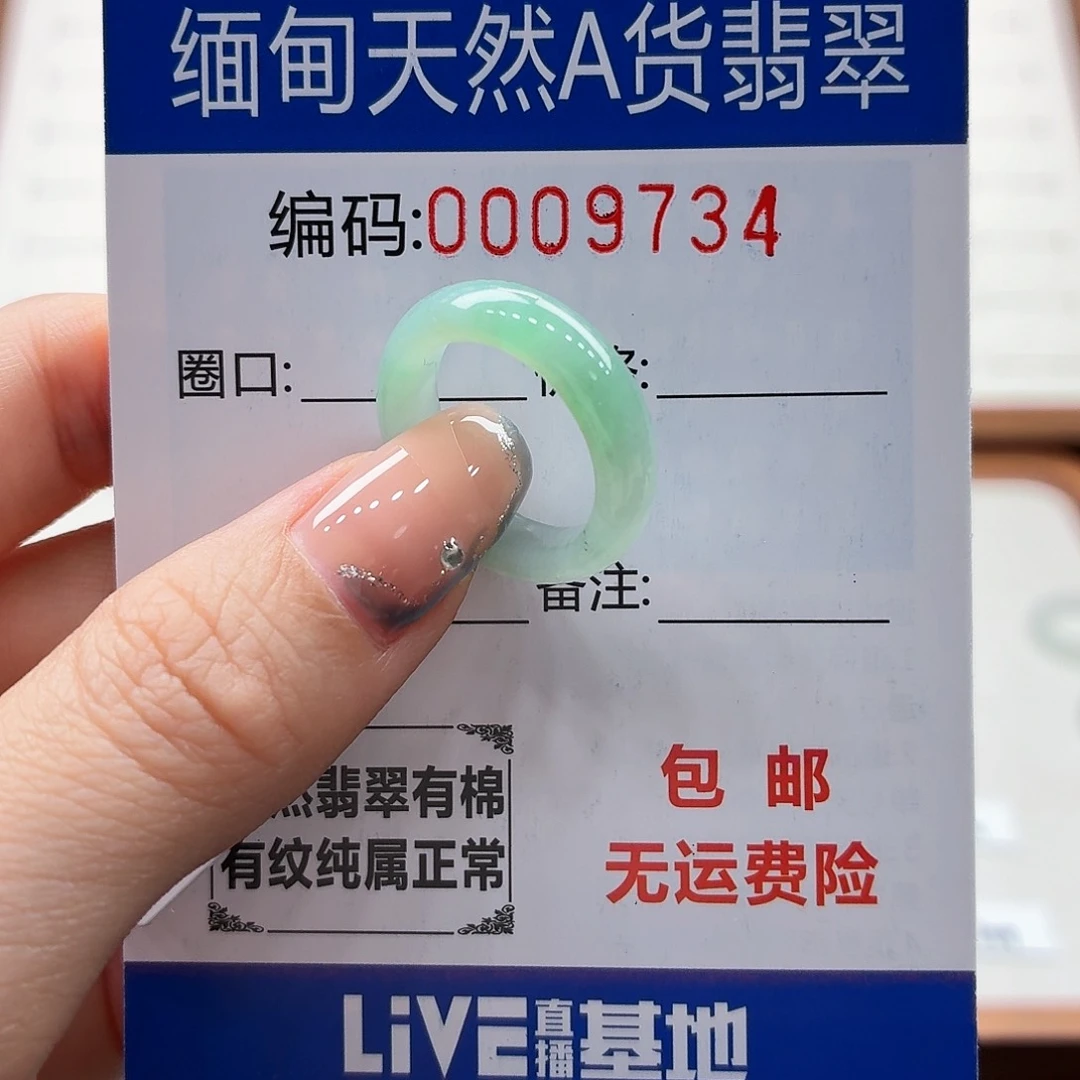 缅甸天然A货翡翠
编码:0009734
圈口:
备注:
翡翠有棉
有纹纯属正常
包邮
无运费险
LiVE直播基地